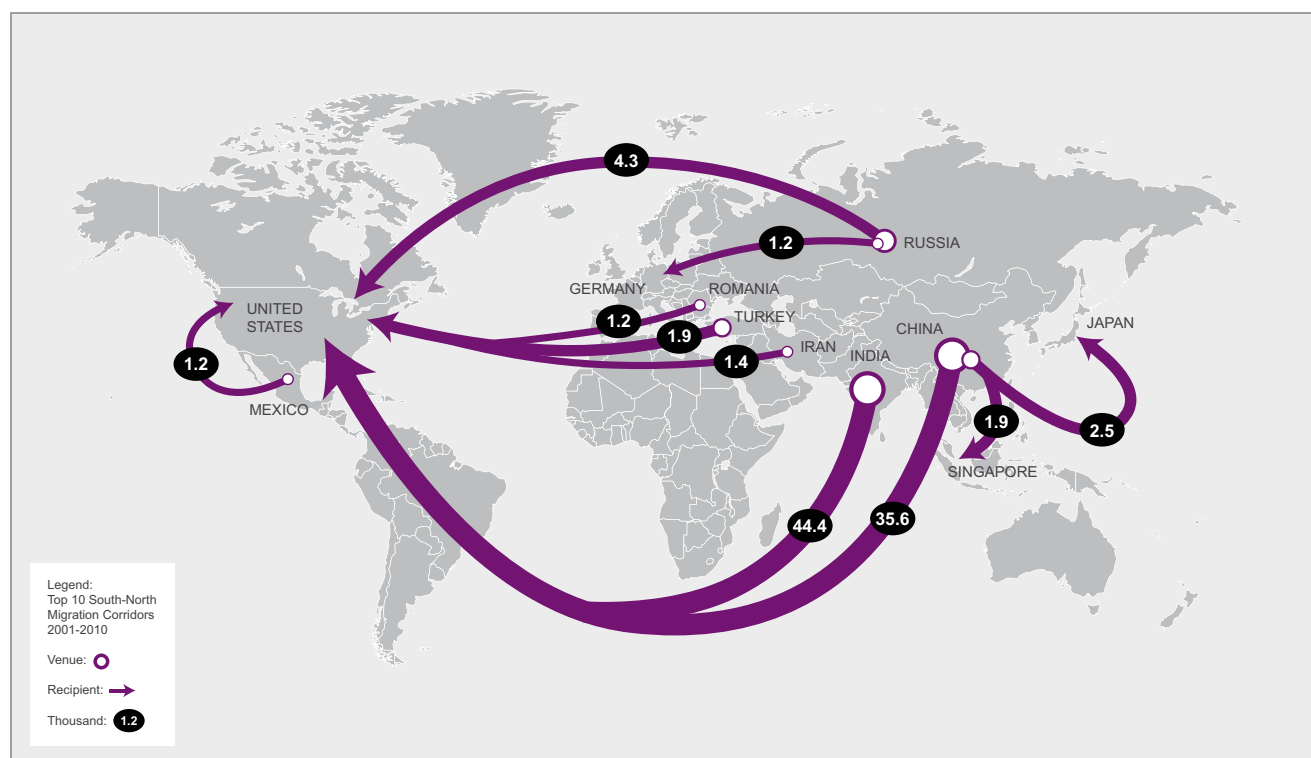 4.3
RUSSIA
1.2
GERMANY
ROMANIA
UNITED
STATES
1.2
TURKEY
JAPAN
1.9
CHINA
IRAN
INDIA
1.4
1.2
MEXICO
1.9
2.5
SINGAPORE
44.4
35.6
Legend:
Top 10 South-North
Migration Corridors
2001-2010
Venue:
Recipient:
Thousand: 1.2